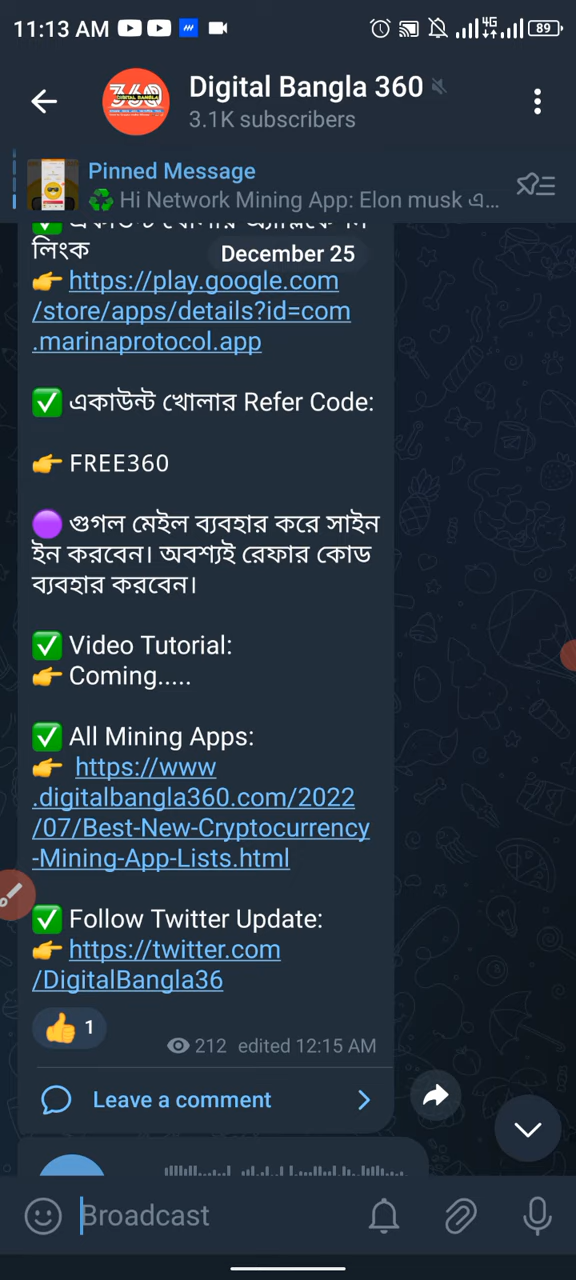 11:13 AM
4G
89
360
DIGITAL BANGLA
Digital Bangla 360
3.1K subscribers
Pinned Message
♻️ Hi Network Mining App: Elon musk এ...
লিংক
December 25
👉 https://play.google.com
/store/apps/details?id=com
.marinaprotocol.app
✅ একাউন্ট খোলার Refer Code:
👉 FREE360
🟣 গুগল মেইল ব্যবহার করে সাইন
ইন করবেন। অবশ্যই রেফার কোড
ব্যবহার করবেন।
✅ Video Tutorial:
👉 Coming.....
✅ All Mining Apps:
👉 https://www
.digitalbangla360.com/2022
/07/Best-New-Cryptocurrency
-Mining-App-Lists.html
✅ Follow Twitter Update:
👉 https://twitter.com
/DigitalBangla36
👍 1
212 edited 12:15 AM
Leave a comment
Broadcast